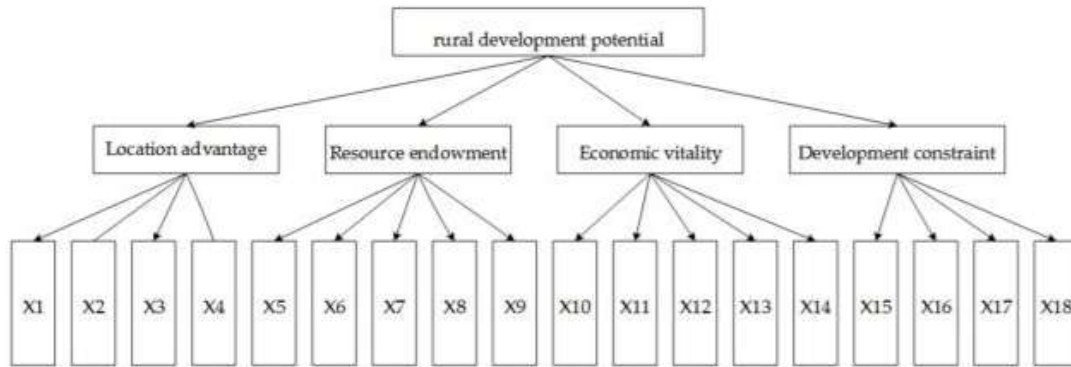 rural development potential
Location advantage
Resource endowment
Economic vitality
Development constraint
X1
X2
X3
X4
X5
X6
X7
X8
X9
X10
X11
X12
X13
X14
X15
X16
X17
X18